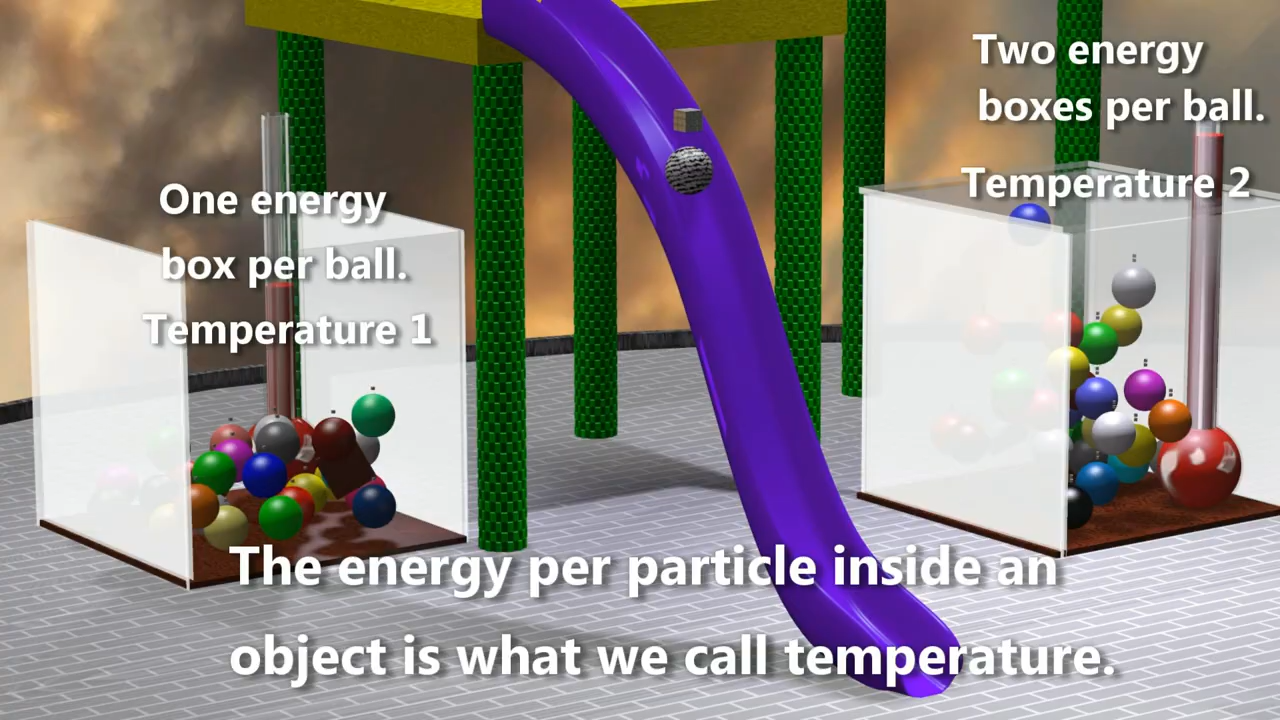 One energy
box per ball.
Temperature 1
Two energy
boxes per ball.
Temperature 2
The energy per particle inside an
object is what we call temperature.